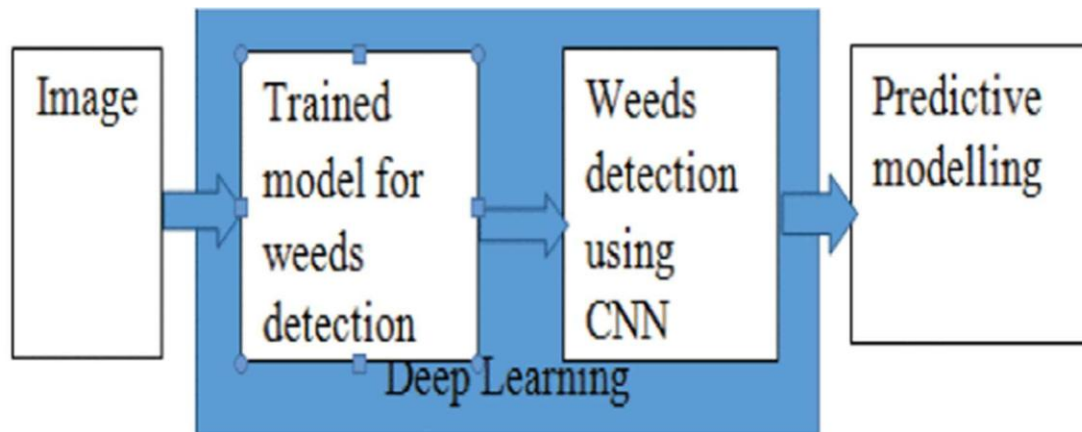 Image
Trained
model for
weeds
detection
Weeds
detection
using
CNN
Predictive
modelling
Deep Learning